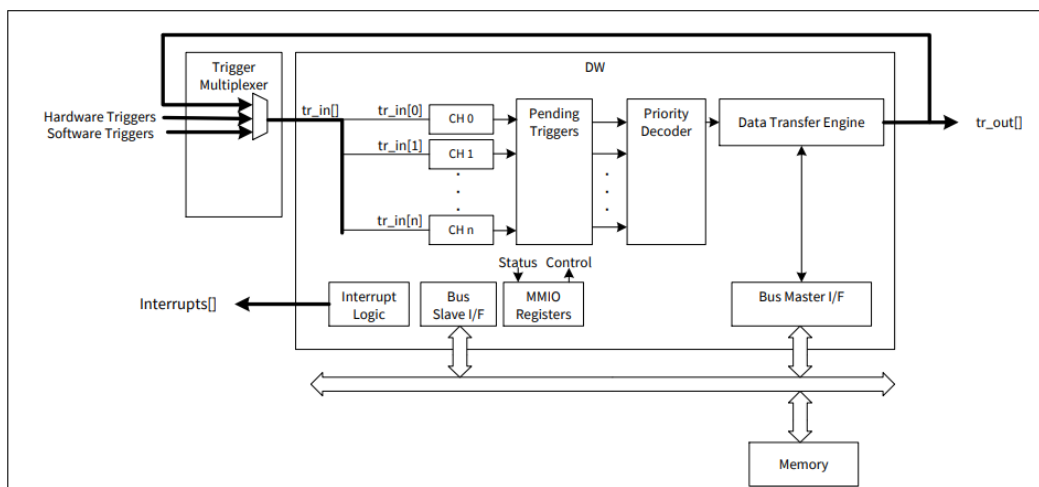 DW
Trigger
Multiplexer
Hardware Triggers
Software Triggers
tr_in[]
tr_in[0]
CH 0
tr_in[1]
CH 1
tr_in[n]
CH n
Pending
Triggers
Priority
Decoder
Data Transfer Engine
tr_out[]
Status
Control
Interrupts[]
Interrupt
Logic
Bus
Slave I/F
MMIO
Registers
Bus Master I/F
Memory